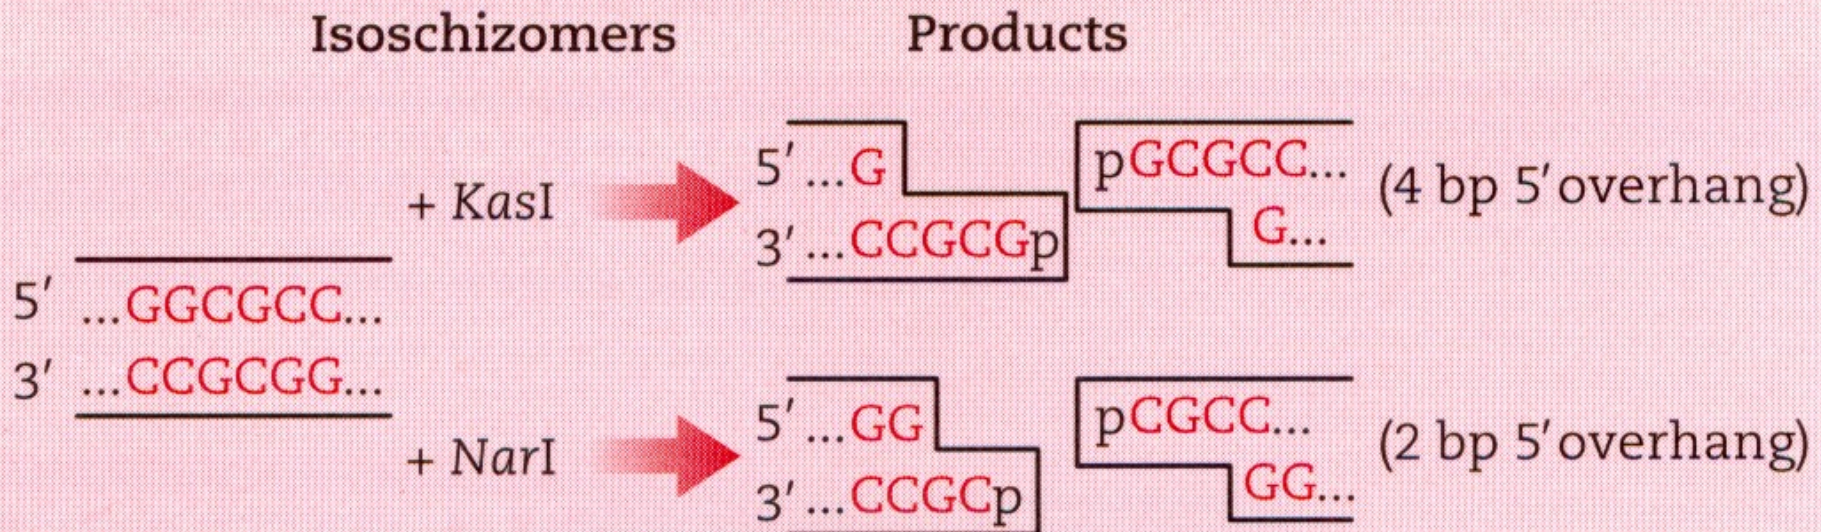 Isoschizomers Products
5′...G pGCGCC... (4 bp 5′overhang)
+ KasI
3′...CCGCGp G...
5′ ...GGCGCC...
3′ ...CCGCGG...
5′...GG pCGCC... (2 bp 5′overhang)
+ NarI
3′...CCGCp GG...